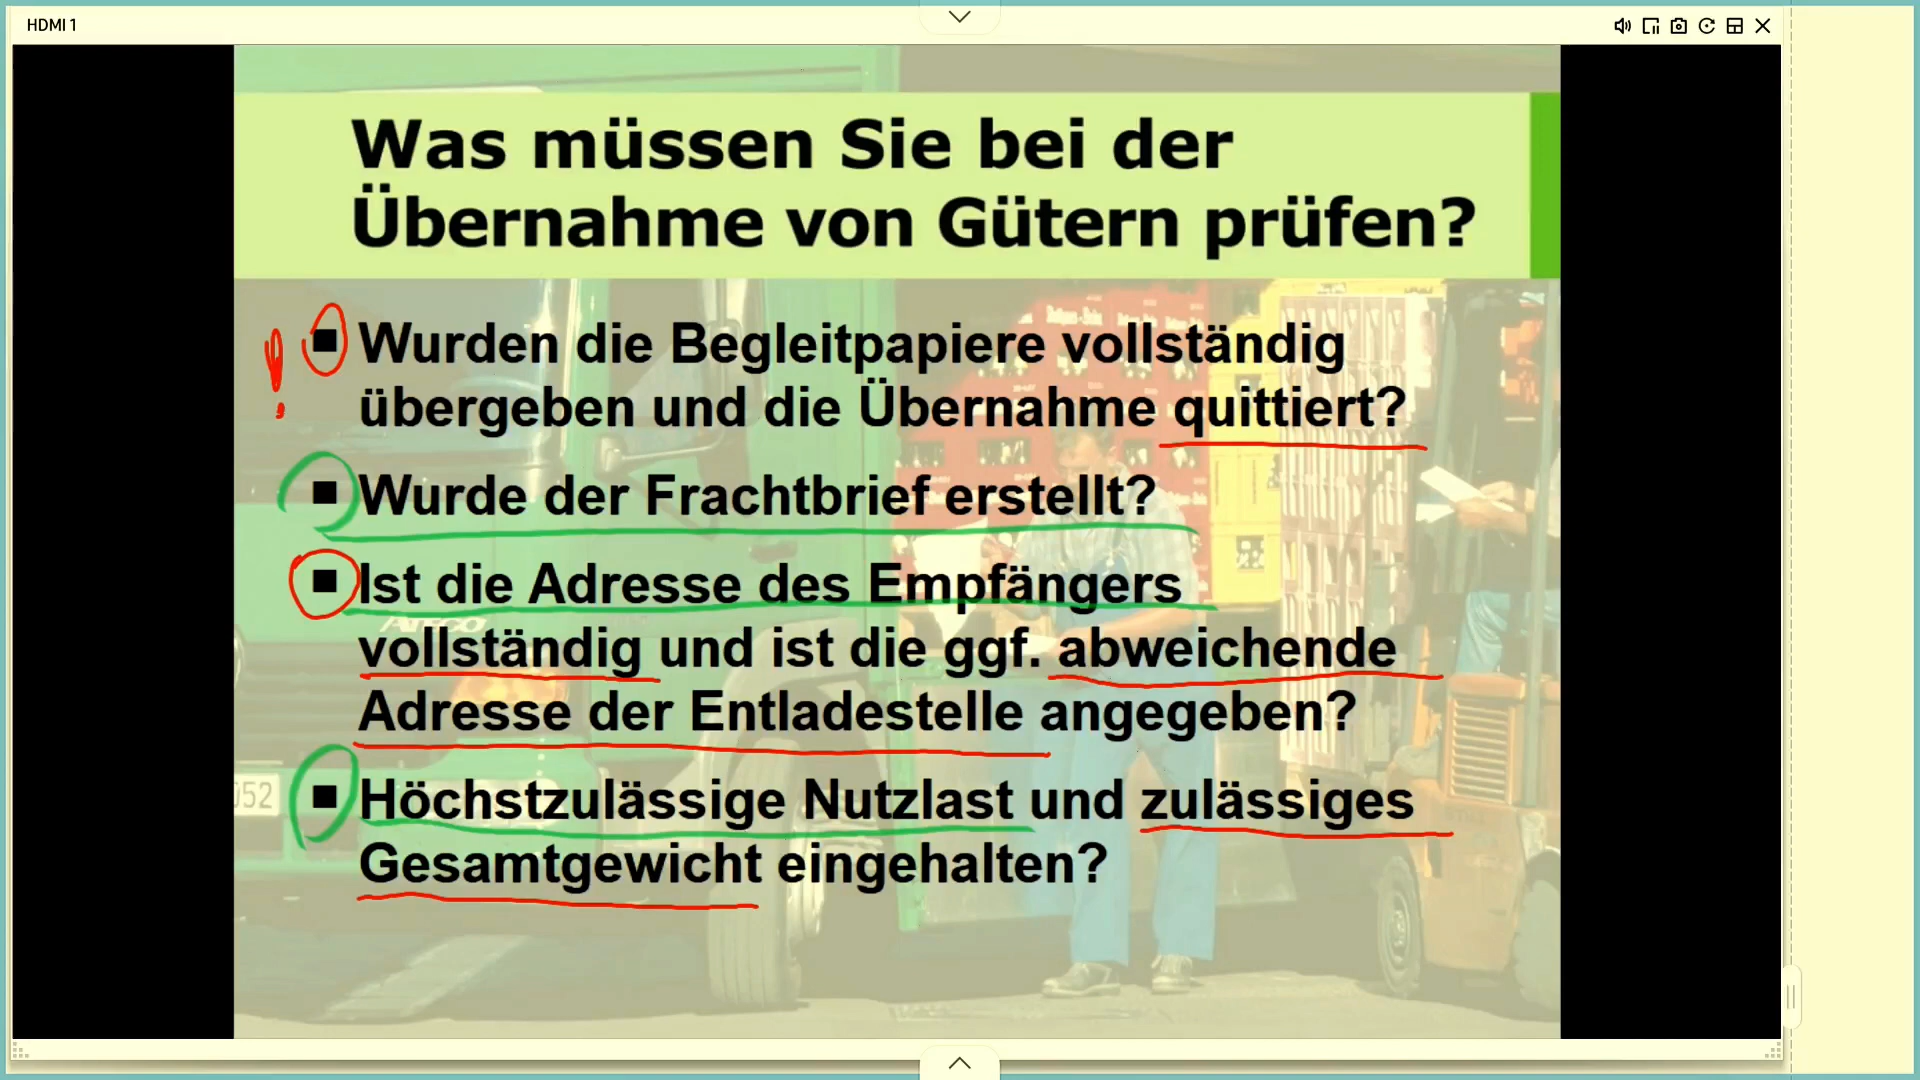 HDMI 1
Was müssen Sie bei der
Übernahme von Gütern prüfen?
■ Wurden die Begleitpapiere vollständig
übergeben und die Übernahme quittiert?
■ Wurde der Frachtbrief erstellt?
■ Ist die Adresse des Empfängers
vollständig und ist die ggf. abweichende
Adresse der Entladestelle angegeben?
■ Höchstzulässige Nutzlast und zulässiges
Gesamtgewicht eingehalten?
ATEGO
052